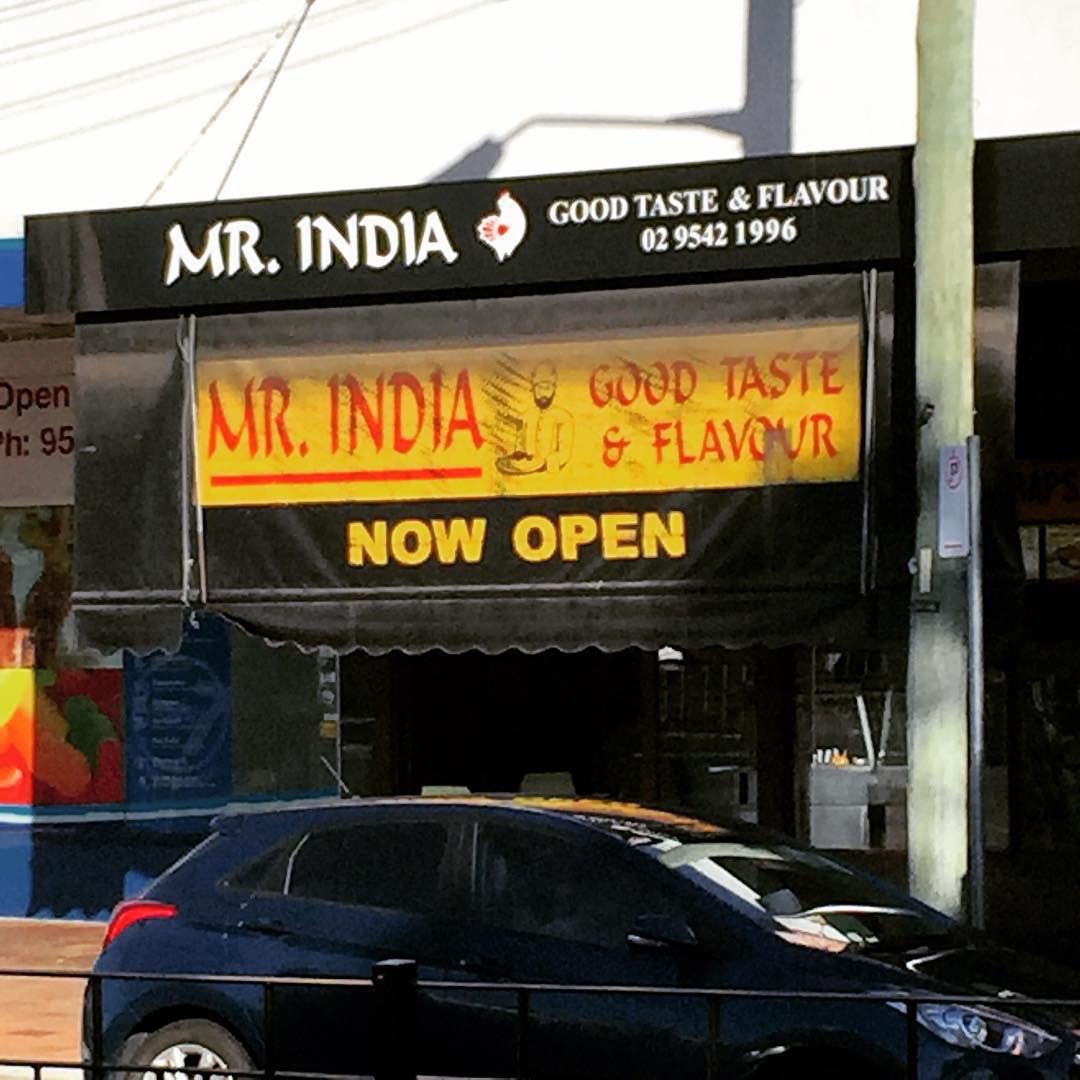 MR. INDIA
GOOD TASTE & FLAVOUR
02 9542 1996
MR. INDIA
GOOD TASTE
& FLAVOUR
NOW OPEN
Open
Ph: 95